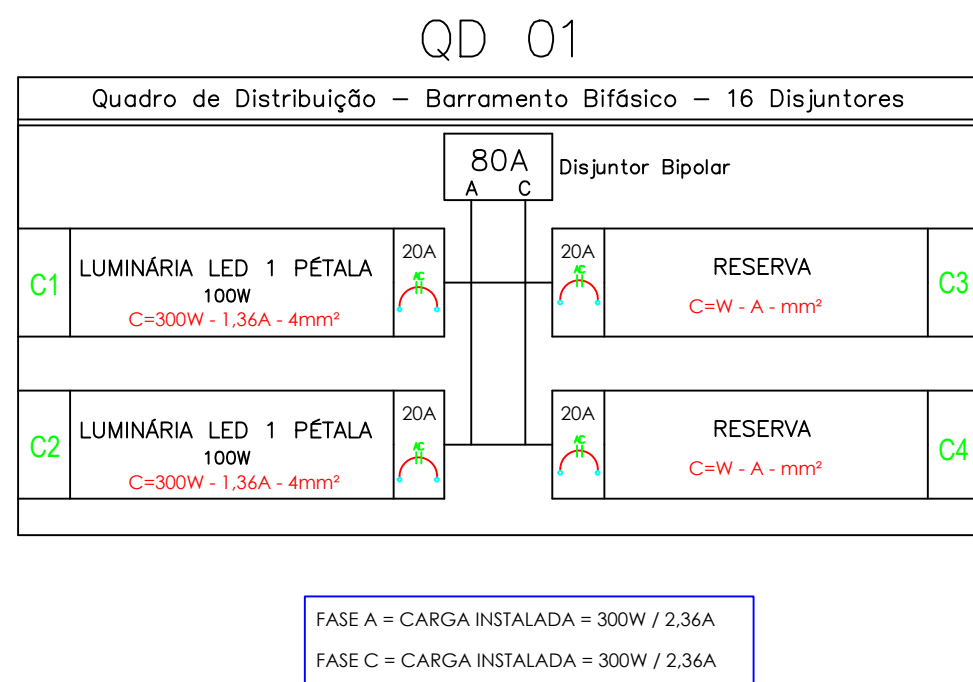 QD 01
Quadro de Distribuição – Barramento Bifásico – 16 Disjuntores
80A
A C
Disjuntor Bipolar
C1
LUMINÁRIA LED 1 PÉTALA
100W
C=300W - 1,36A - 4mm²
20A
AC
20A
AC
RESERVA
C=W - A - mm²
C3
C2
LUMINÁRIA LED 1 PÉTALA
100W
C=300W - 1,36A - 4mm²
20A
AC
20A
AC
RESERVA
C=W - A - mm²
C4
FASE A = CARGA INSTALADA = 300W / 2,36A
FASE C = CARGA INSTALADA = 300W / 2,36A